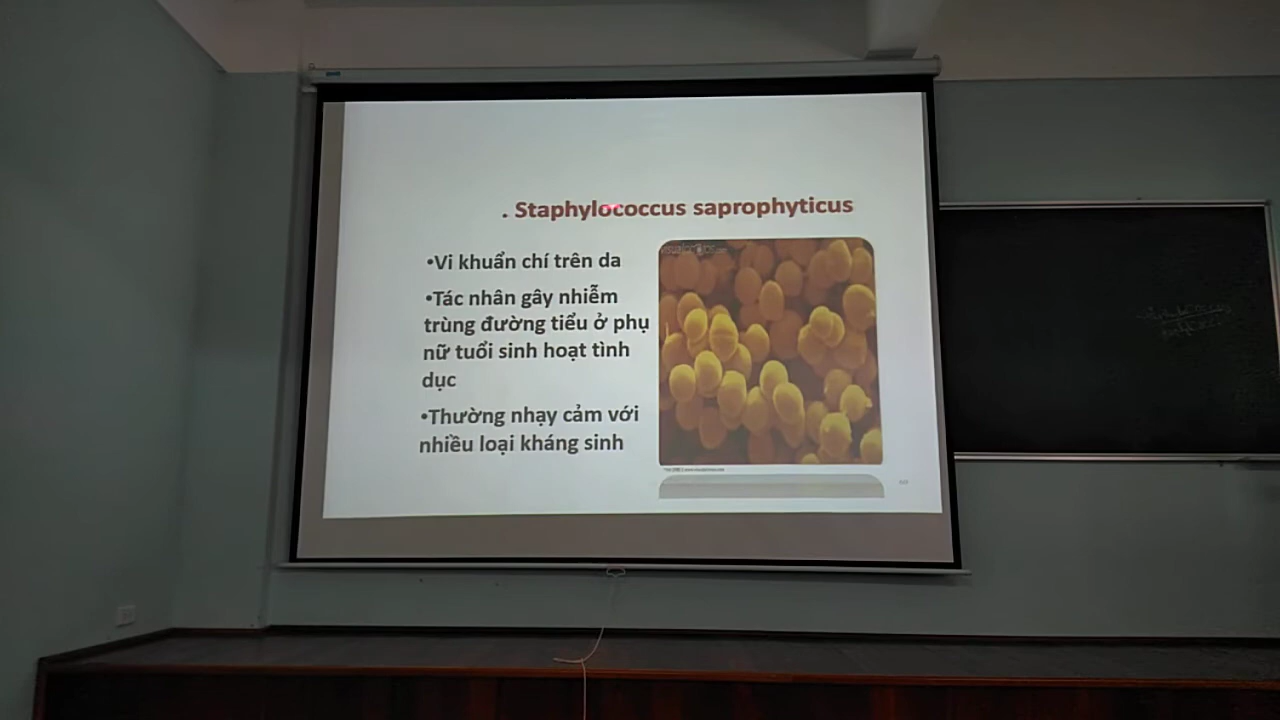 . Staphylococcus saprophyticus
•Vi khuẩn chí trên da
•Tác nhân gây nhiễm
trùng đường tiểu ở phụ
nữ tuổi sinh hoạt tình
dục
•Thường nhạy cảm với
nhiều loại kháng sinh